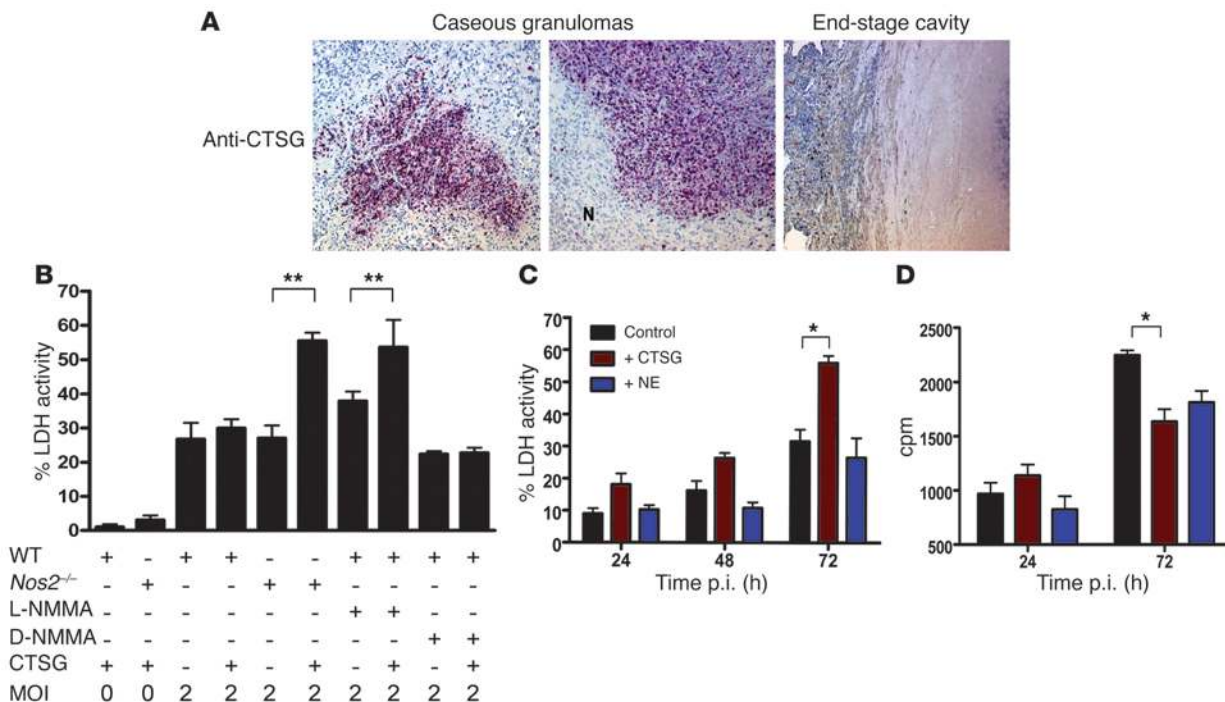 A
Caseous granulomas
End-stage cavity
Anti-CTSG
N
B
70
60
50
40
30
20
10
0
% LDH activity
**
**
WT + - + + - - + + + +
Nos2–/– - + - - + + - - - -
L-NMMA - - - - - - + + - -
D-NMMA - - - - - - - - + +
CTSG + + - + - + - + - +
MOI 0 0 2 2 2 2 2 2 2 2
C
70
60
50
40
30
20
10
0
% LDH activity
Control
+ CTSG
+ NE
*
24 48 72
Time p.i. (h)
D
2500
2000
1500
1000
500
cpm
*
24 72
Time p.i. (h)